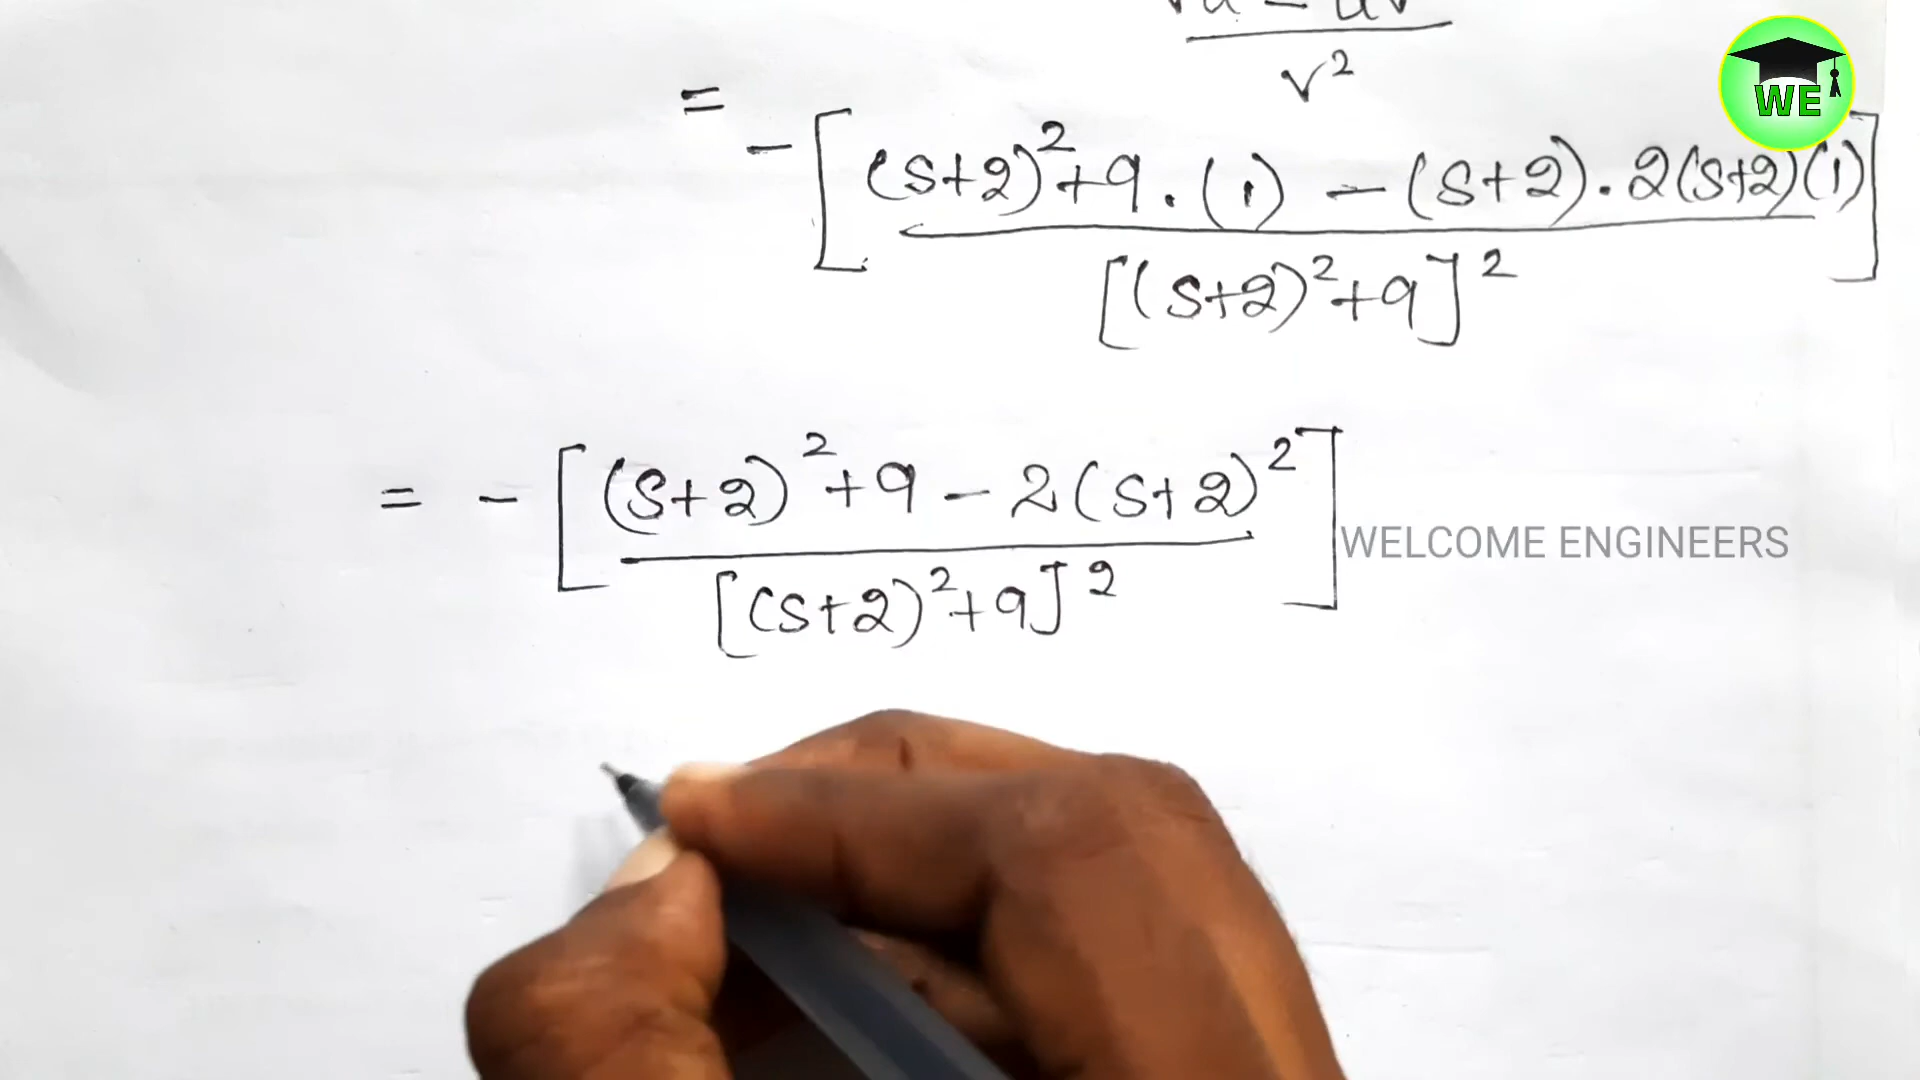 v²
WE
=
- [ (s+2)²+9 . (1) - (s+2) . 2(s+2)(1) ]
[(s+2)²+9]²
= - [ (s+2)²+9 - 2(s+2)² ]
[(s+2)²+9]²
WELCOME ENGINEERS